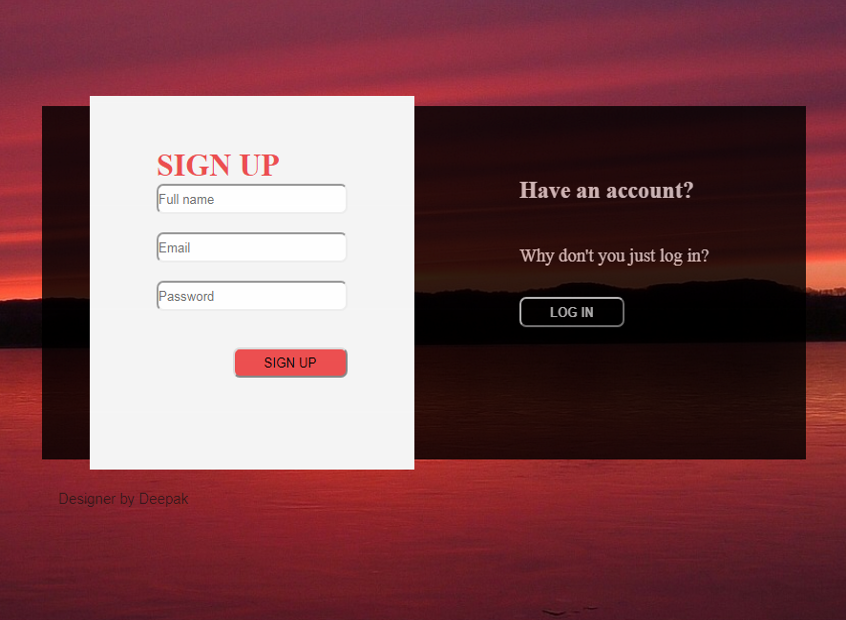 SIGN UP
Full name
Email
Password
SIGN UP
Have an account?
Why don't you just log in?
LOG IN
Designer by Deepak